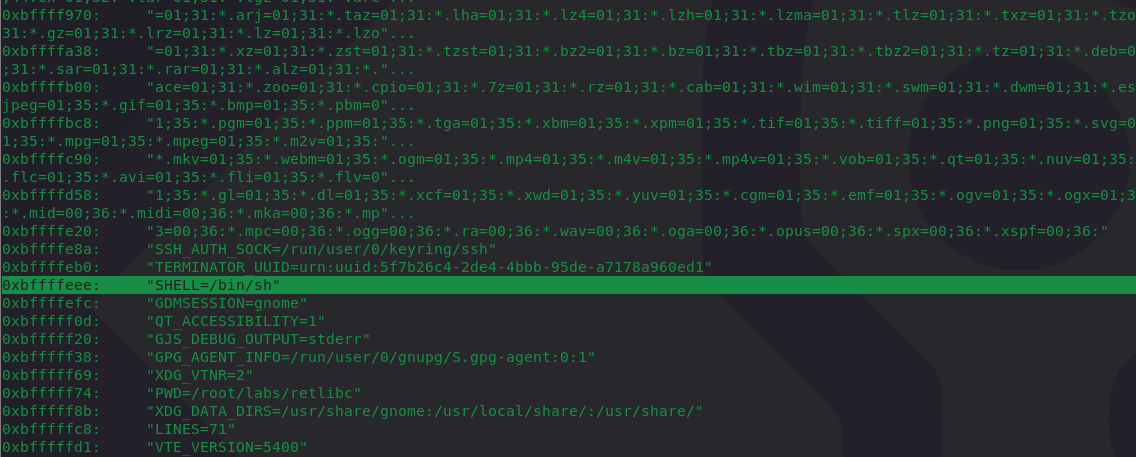 0xbffff970: "=01;31:*.arj=01;31:*.taz=01;31:*.lha=01;31:*.lz4=01;31:*.lzh=01;31:*.lzma=01;31:*.tlz=01;31:*.txz=01;31:*.tzo
31:*.gz=01;31:*.lrz=01;31:*.lz=01;31:*.lzo"...
0xbffffa38: "=01;31:*.xz=01;31:*.zst=01;31:*.tzst=01;31:*.bz2=01;31:*.bz=01;31:*.tbz=01;31:*.tbz2=01;31:*.tz=01;31:*.deb=0
;31:*.sar=01;31:*.rar=01;31:*.alz=01;31:*."...
0xbffffb00: "ace=01;31:*.zoo=01;31:*.cpio=01;31:*.7z=01;31:*.rz=01;31:*.cab=01;31:*.wim=01;31:*.swm=01;31:*.dwm=01;31:*.es
jpeg=01;35:*.gif=01;35:*.bmp=01;35:*.pbm=0"...
0xbffffbc8: "1;35:*.pgm=01;35:*.ppm=01;35:*.tga=01;35:*.xbm=01;35:*.xpm=01;35:*.tif=01;35:*.tiff=01;35:*.png=01;35:*.svg=0
1;35:*.mpg=01;35:*.mpeg=01;35:*.m2v=01;35:"...
0xbffffc90: "*.mkv=01;35:*.webm=01;35:*.ogm=01;35:*.mp4=01;35:*.m4v=01;35:*.mp4v=01;35:*.vob=01;35:*.qt=01;35:*.nuv=01;35:
.flc=01;35:*.avi=01;35:*.fli=01;35:*.flv=0"...
0xbffffd58: "1;35:*.gl=01;35:*.dl=01;35:*.xcf=01;35:*.xwd=01;35:*.yuv=01;35:*.cgm=01;35:*.emf=01;35:*.ogv=01;35:*.ogx=01;3
:*.mid=00;36:*.midi=00;36:*.mka=00;36:*.mp"...
0xbffffe20: "3=00;36:*.mpc=00;36:*.ogg=00;36:*.ra=00;36:*.wav=00;36:*.oga=00;36:*.opus=00;36:*.spx=00;36:*.xspf=00;36:"
0xbffffe8a: "SSH_AUTH_SOCK=/run/user/0/keyring/ssh"
0xbffffeb0: "TERMINATOR_UUID=urn:uuid:5f7b26c4-2de4-4bbb-95de-a7178a960ed1"
0xbffffeee: "SHELL=/bin/sh"
0xbffffefc: "GDMSESSION=gnome"
0xbfffff0d: "QT_ACCESSIBILITY=1"
0xbfffff20: "GJS_DEBUG_OUTPUT=stderr"
0xbfffff38: "GPG_AGENT_INFO=/run/user/0/gnupg/S.gpg-agent:0:1"
0xbfffff69: "XDG_VTNR=2"
0xbfffff74: "PWD=/root/labs/retlibc"
0xbfffff8b: "XDG_DATA_DIRS=/usr/share/gnome:/usr/local/share/:/usr/share/"
0xbfffffc8: "LINES=71"
0xbfffffd1: "VTE_VERSION=5400"